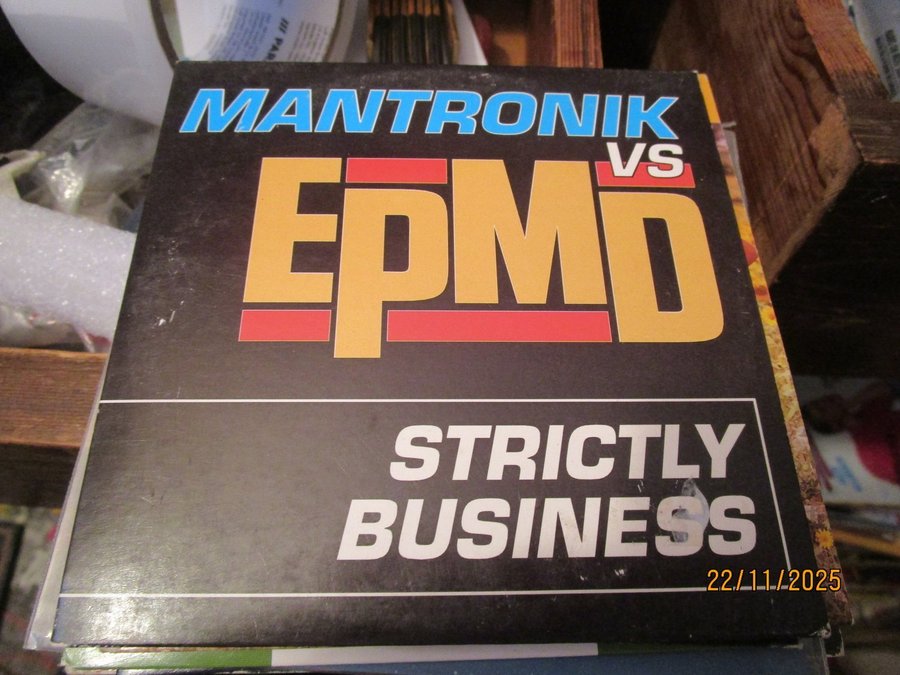 MANTRONIK
VS
EPMD
STRICTLY
BUSINESS
22/11/2025